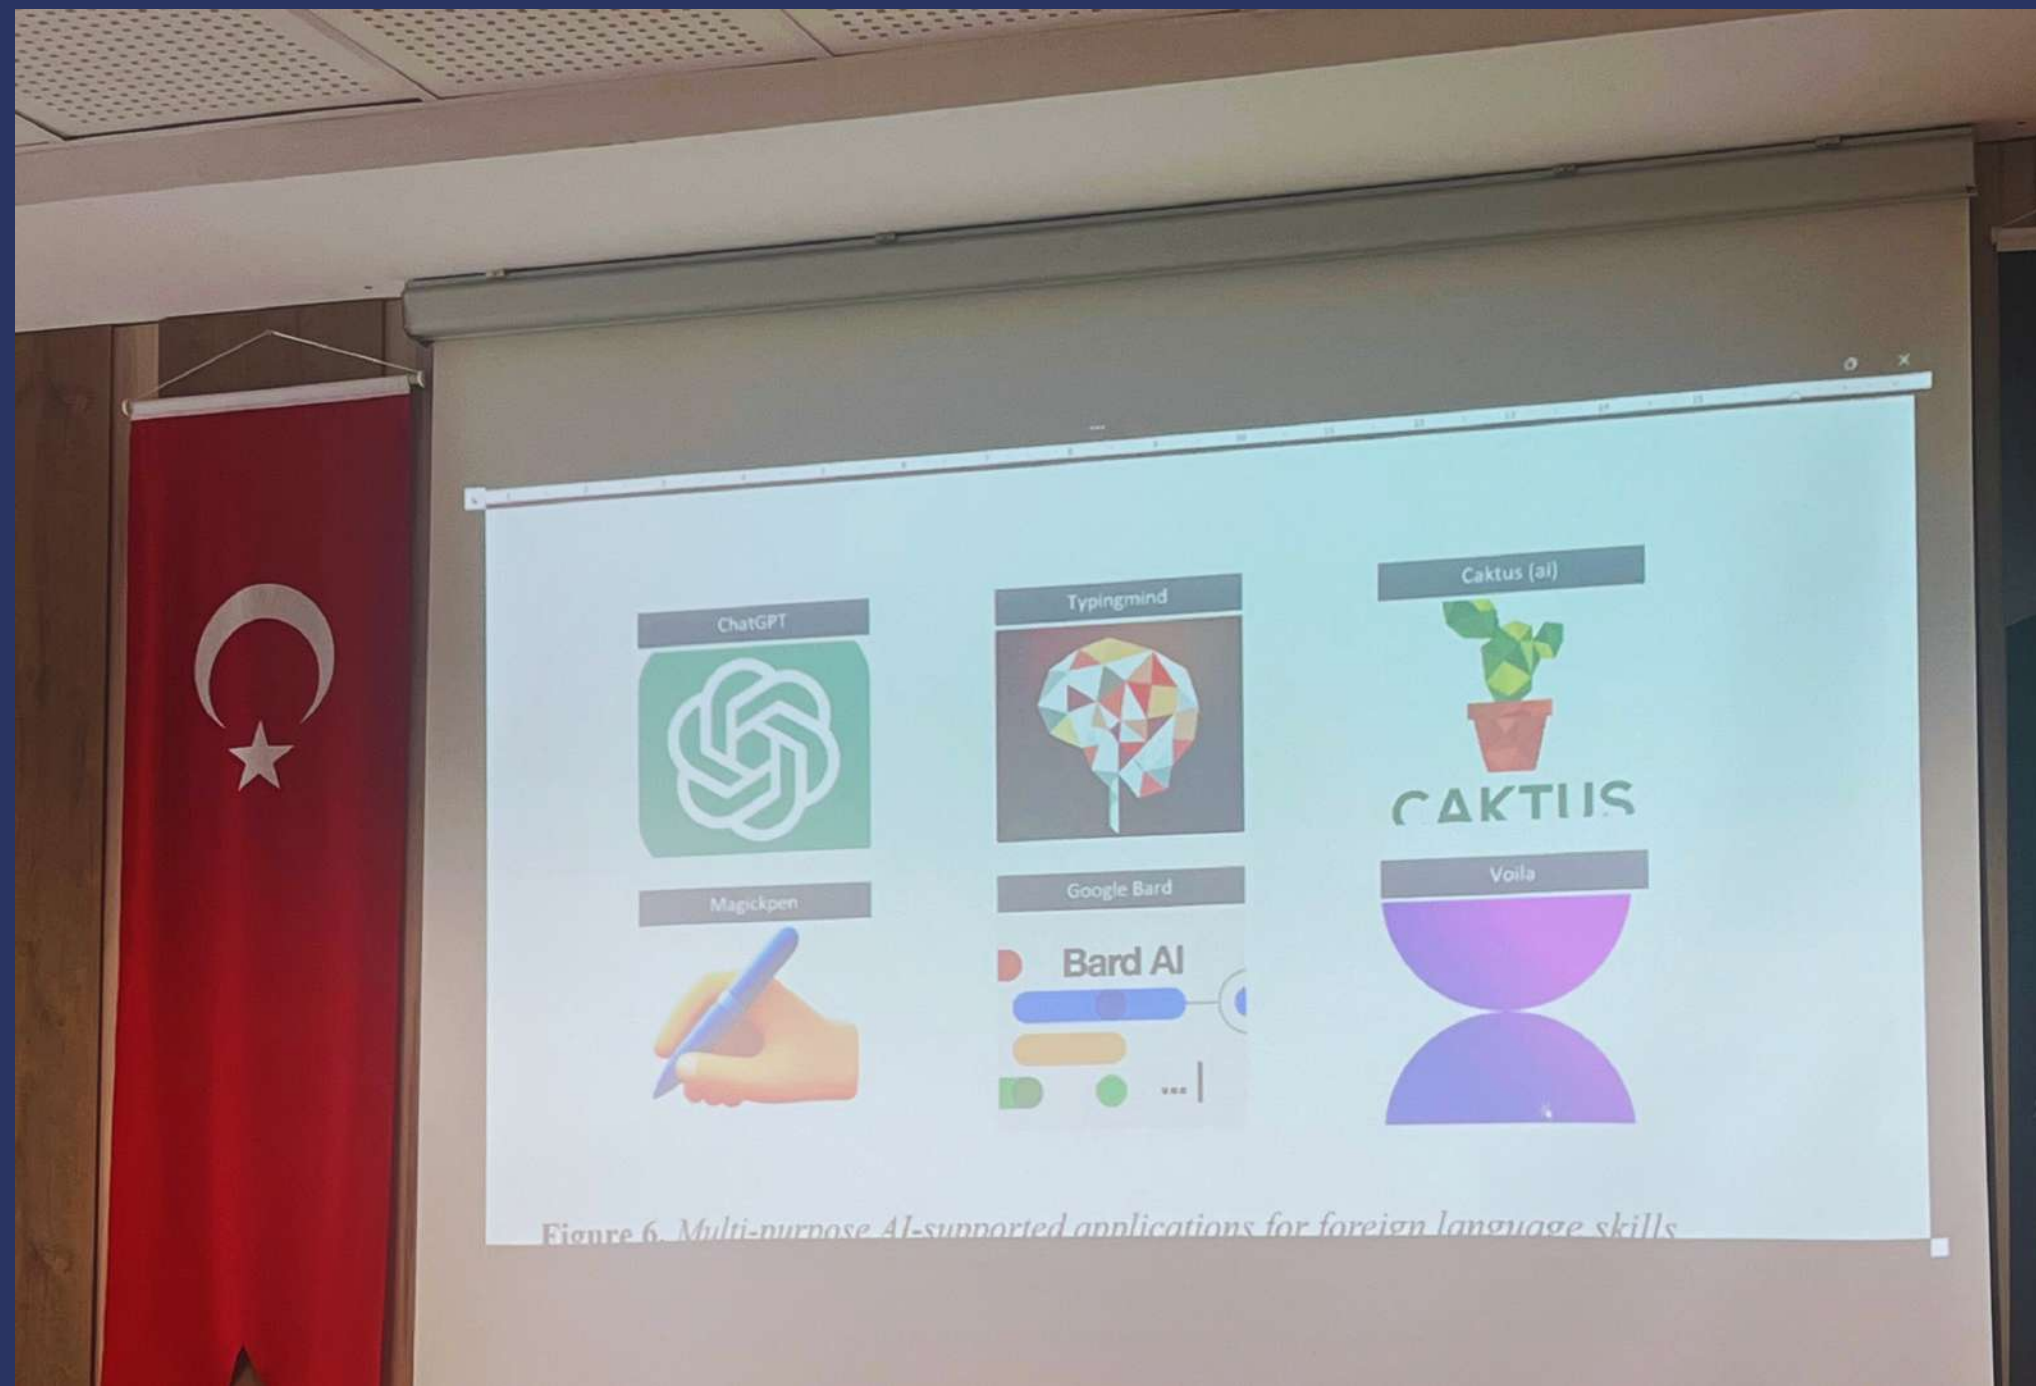 ChatGPT
Typingmind
Caktus (ai)
CAKTUS
Magickpen
Google Bard
Voila
Bard AI
...
Figure 6. Multi-purpose AI-supported applications for foreign language skills